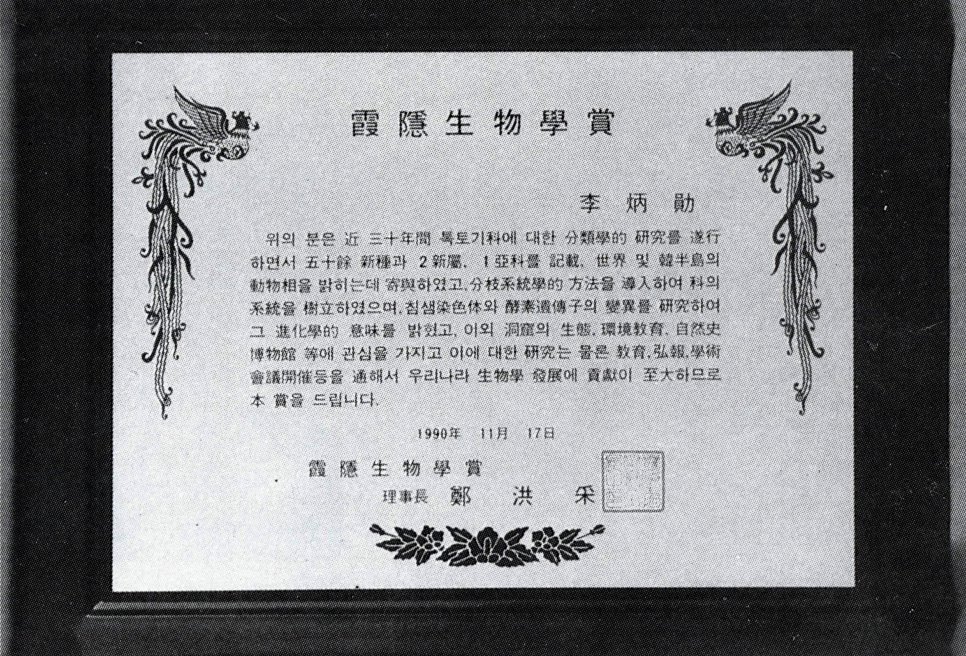 霞隱生物學賞
李炳勛
위의 분은 近 三十年間 톡토기科에 대한 分類學的 硏究를 遂行
하면서 五十餘 新種과 2新屬, 1亞科를 記載, 世界 및 韓半島의
動物相을 밝히는데 寄與하였고,分枝系統學的 方法을 導入하여 科의
系統을 樹立하였으며,침샘染色体와 酵素遺傳子의 變異를 硏究하여
그 進化學的 意味를 밝혔고, 이외 洞窟의 生態,環境敎育,自然史
博物館 等에 관심을 가지고 이에 대한 硏究는 물론 敎育,弘報,學術
會議開催등을 通해서 우리나라 生物學 發展에 貢獻이 至大하므로
本 賞을 드립니다.
1990年 11月 17日
霞隱生物學賞
理事長 鄭洪采